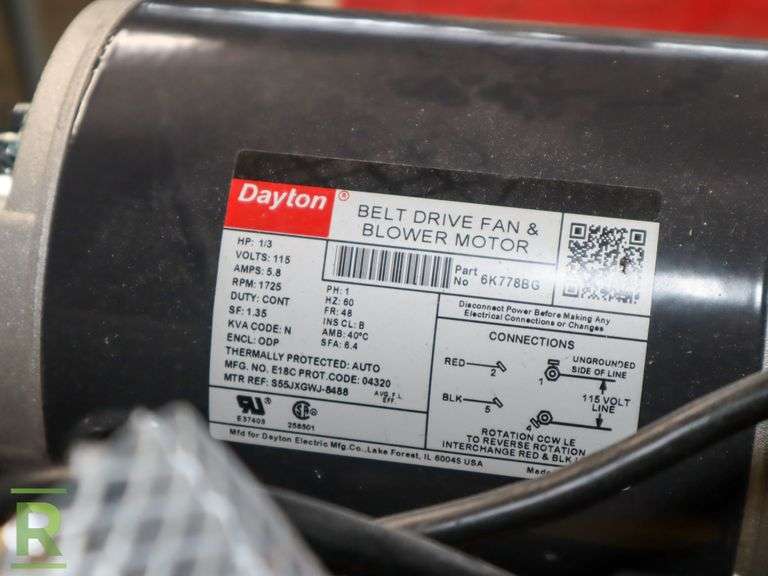 Dayton®
BELT DRIVE FAN &
BLOWER MOTOR
Part
No 6K778BG
HP: 1/3
VOLTS: 115
AMPS: 5.8
RPM: 1725
DUTY: CONT
SF: 1.35
KVA CODE: N
ENCL: ODP
PH: 1
HZ: 60
FR: 48
INS CL: B
AMB: 40°C
SFA: 6.4
THERMALLY PROTECTED: AUTO
MFG. NO. E18C PROT.CODE: 04320
MTR REF: S55JXGWJ-8488
AVG. F.L.
EFF.
E37403
258501
Disconnect Power Before Making Any
Electrical Connections or Changes
CONNECTIONS
RED 2
1
UNGROUNDED
SIDE OF LINE
BLK 5
115 VOLT
LINE
ROTATION CCW LE
TO REVERSE ROTATION
INTERCHANGE RED & BLK
Mfd for Dayton Electric Mfg.Co.,Lake Forest, IL 60045 USA
Made
R